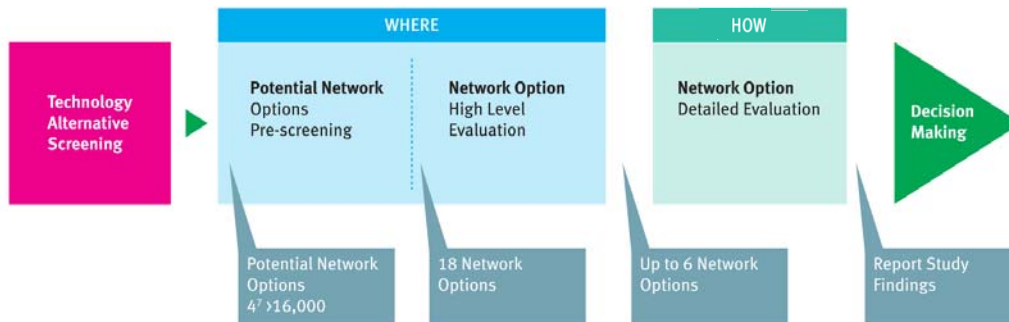 WHERE
HOW
Technology
Alternative
Screening
Potential Network
Options
Pre-screening
Network Option
High Level
Evaluation
Network Option
Detailed Evaluation
Decision
Making
Potential Network
Options
4⁷ >16,000
18 Network
Options
Up to 6 Network
Options
Report Study
Findings